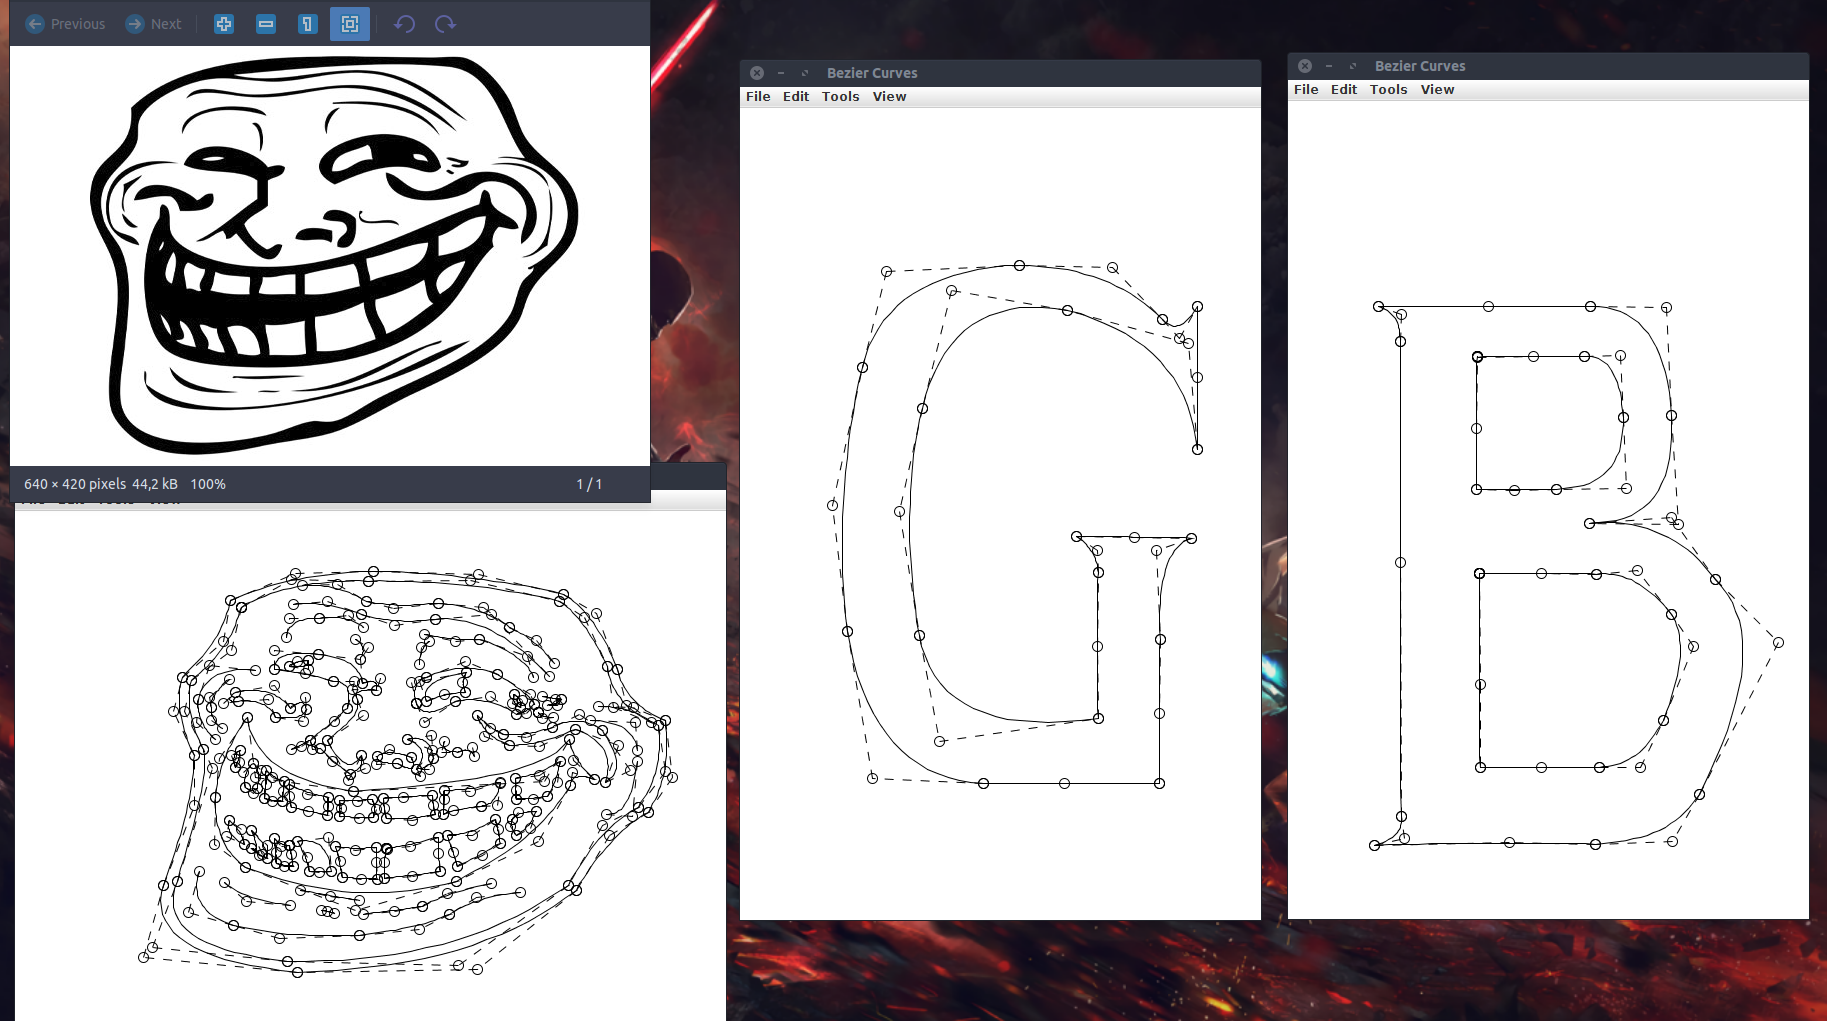 Previous Next
640 × 420 pixels 44,2 kB 100% 1 / 1
Bezier Curves
File Edit Tools View
G
Bezier Curves
File Edit Tools View
B